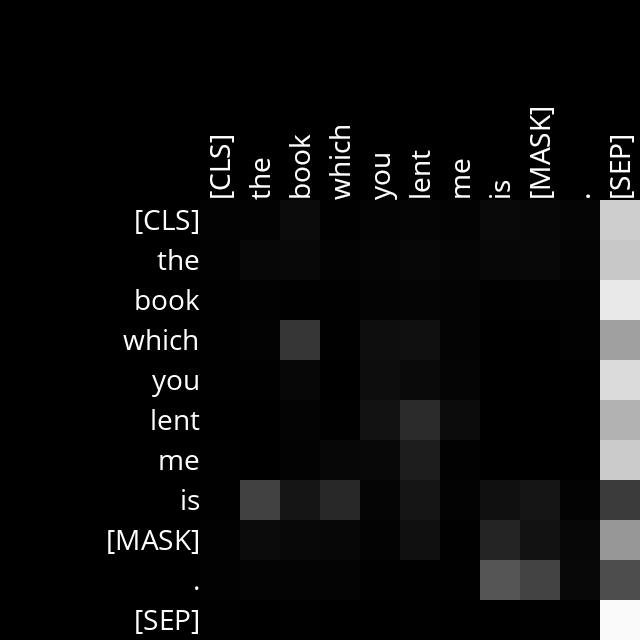 [CLS] the book which you lent me is [MASK] . [SEP]
[CLS]
the
book
which
you
lent
me
is
[MASK]
.
[SEP]